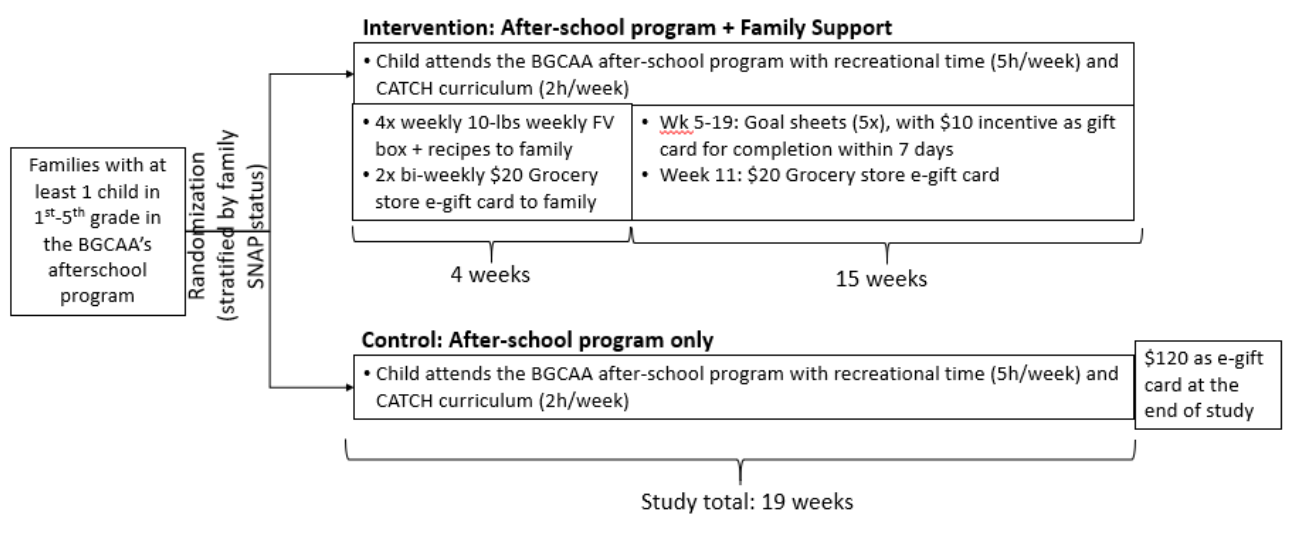 Intervention: After-school program + Family Support
• Child attends the BGCAA after-school program with recreational time (5h/week) and
CATCH curriculum (2h/week)
• 4x weekly 10-lbs weekly FV
box + recipes to family
• 2x bi-weekly $20 Grocery
store e-gift card to family
• Wk 5-19: Goal sheets (5x), with $10 incentive as gift
card for completion within 7 days
• Week 11: $20 Grocery store e-gift card
4 weeks
15 weeks
Families with at
least 1 child in
1st-5th grade in
the BGCAA's
afterschool
program
Randomization
(stratified by family
SNAP status)
Control: After-school program only
• Child attends the BGCAA after-school program with recreational time (5h/week) and
CATCH curriculum (2h/week)
$120 as e-gift
card at the
end of study
Study total: 19 weeks